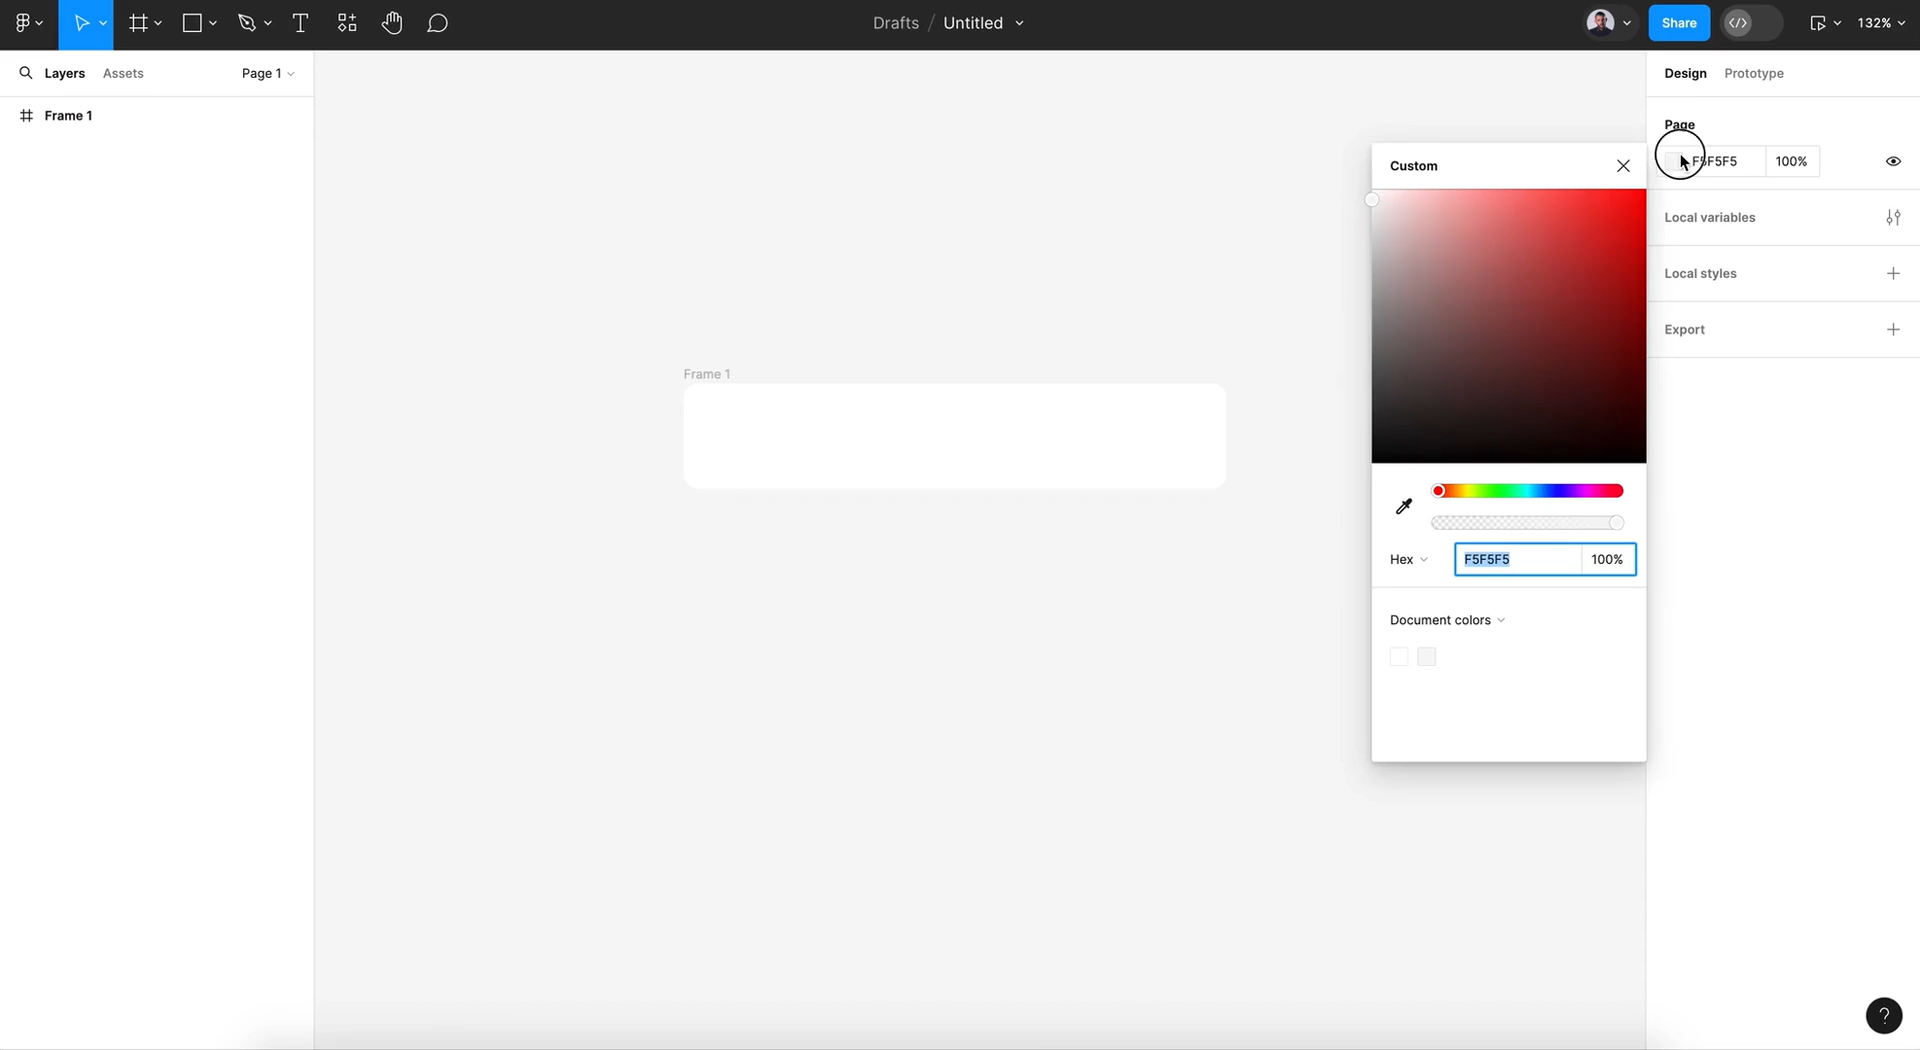 Drafts / Untitled
Share
132%
Layers
Assets
Page 1
Design
Prototype
Frame 1
Page
F5F5F5
100%
Custom
Local variables
Local styles
Export
Frame 1
Hex
F5F5F5
100%
Document colors
?